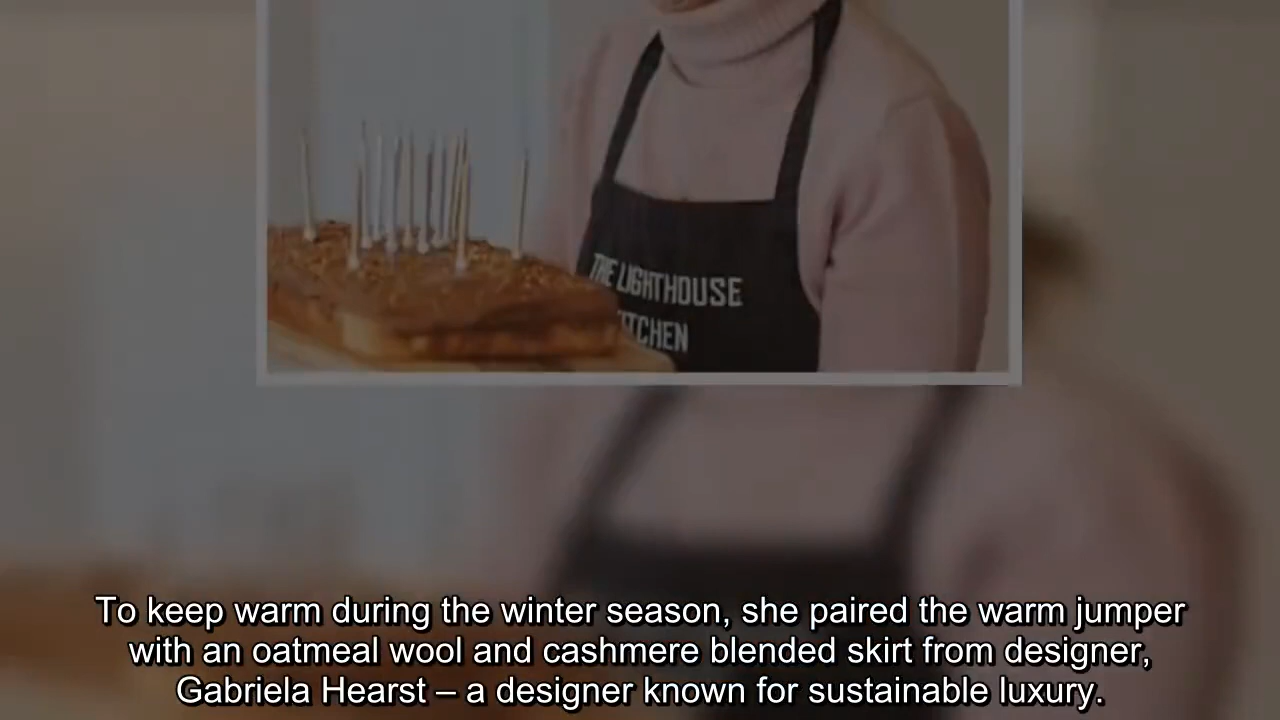 THE LIGHTHOUSE
KITCHEN
To keep warm during the winter season, she paired the warm jumper
with an oatmeal wool and cashmere blended skirt from designer,
Gabriela Hearst – a designer known for sustainable luxury.